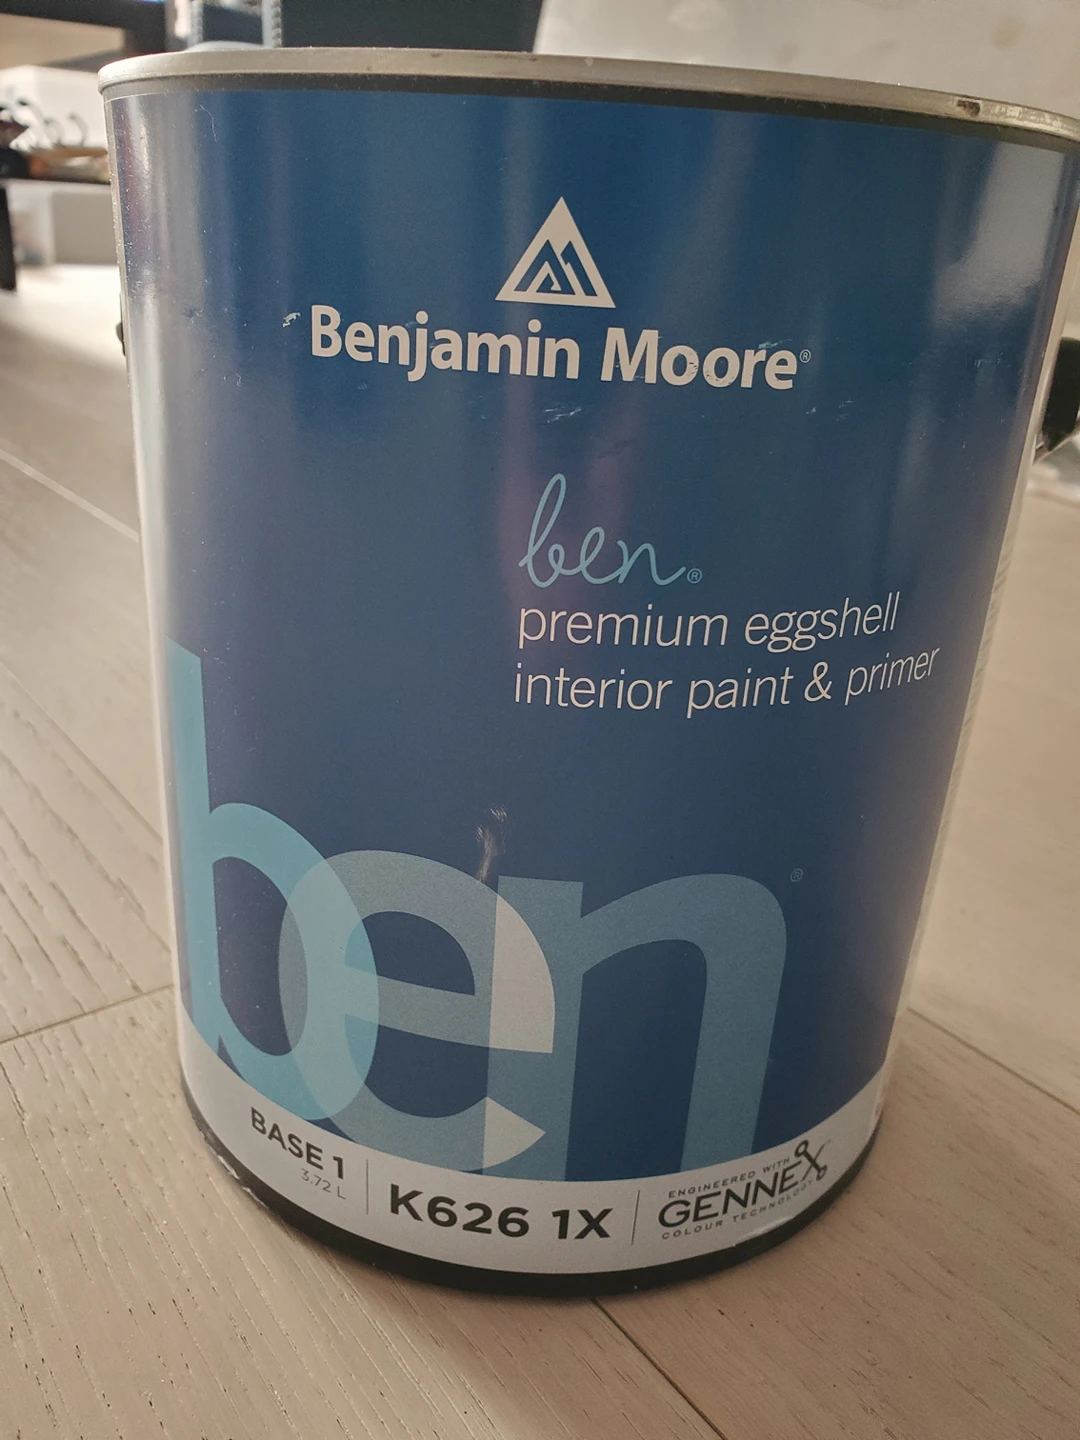 Benjamin Moore®
ben®
premium eggshell
interior paint & primer
ben®
BASE 1
3.72 L
K626 1X
ENGINEERED WITH
GENNEX
COLOUR TECHNOLOGY